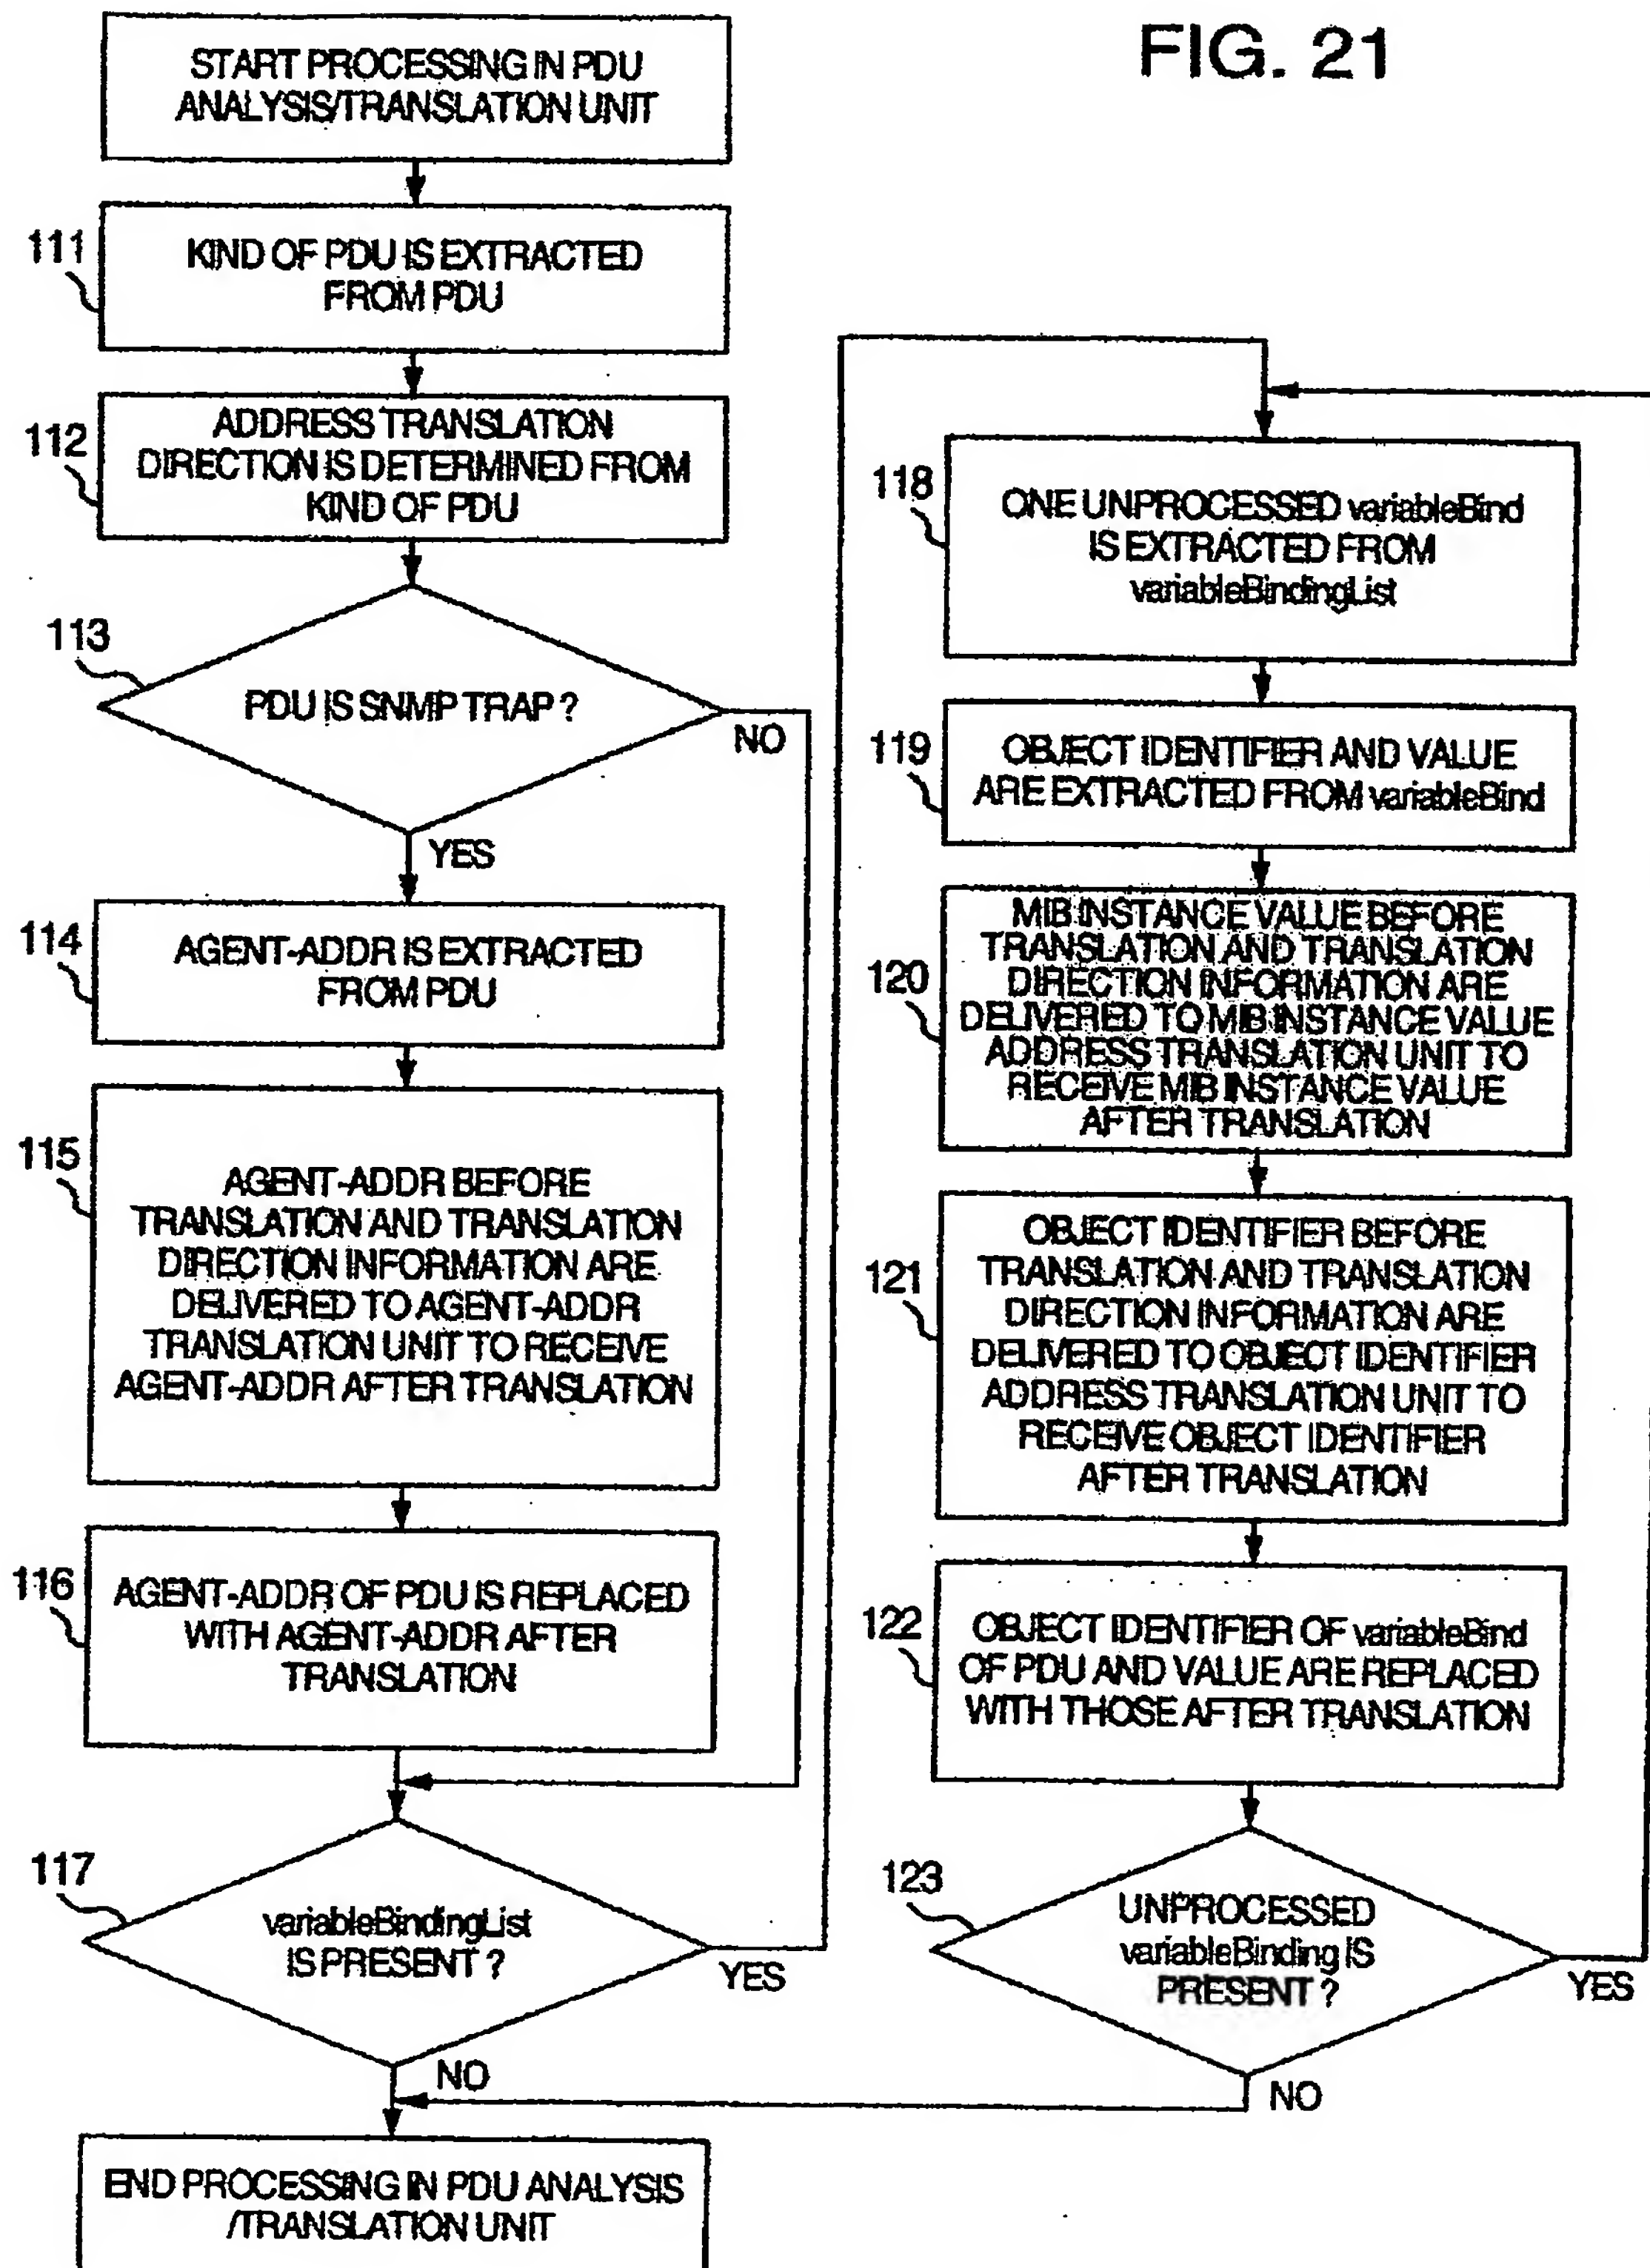 FIG. 21
START PROCESSING IN PDU
ANALYSIS/TRANSLATION UNIT
111
KIND OF PDU IS EXTRACTED
FROM PDU
112
ADDRESS TRANSLATION
DIRECTION IS DETERMINED FROM
KIND OF PDU
113
PDU IS SNMP TRAP ?
NO
YES
114
AGENT-ADDR IS EXTRACTED
FROM PDU
115
AGENT-ADDR BEFORE
TRANSLATION AND TRANSLATION
DIRECTION INFORMATION ARE
DELIVERED TO AGENT-ADDR
TRANSLATION UNIT TO RECEIVE
AGENT-ADDR AFTER TRANSLATION
116
AGENT-ADDR OF PDU IS REPLACED
WITH AGENT-ADDR AFTER
TRANSLATION
117
variableBindingList
IS PRESENT ?
YES
NO
END PROCESSING IN PDU ANALYSIS
/TRANSLATION UNIT
118
ONE UNPROCESSED variableBind
IS EXTRACTED FROM
variableBindingList
119
OBJECT IDENTIFIER AND VALUE
ARE EXTRACTED FROM variableBind
120
MIB INSTANCE VALUE BEFORE
TRANSLATION AND TRANSLATION
DIRECTION INFORMATION ARE
DELIVERED TO MIB INSTANCE VALUE
ADDRESS TRANSLATION UNIT TO
RECEIVE MIB INSTANCE VALUE
AFTER TRANSLATION
121
OBJECT IDENTIFIER BEFORE
TRANSLATION AND TRANSLATION
DIRECTION INFORMATION ARE
DELIVERED TO OBJECT IDENTIFIER
ADDRESS TRANSLATION UNIT TO
RECEIVE OBJECT IDENTIFIER
AFTER TRANSLATION
122
OBJECT IDENTIFIER OF variableBind
OF PDU AND VALUE ARE REPLACED
WITH THOSE AFTER TRANSLATION
123
UNPROCESSED
variableBinding IS
PRESENT ?
YES
NO